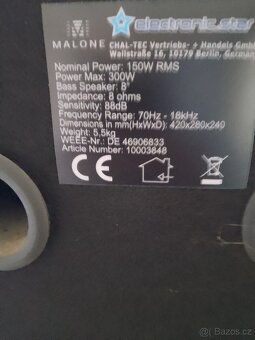 electronic.star
MALONE CHAL-TEC Vertriebs- + Handels GmbH
Wallstraße 16, 10179 Berlin, Germany
Nominal Power: 150W RMS
Power Max: 300W
Bass Speaker: 8"
Impedance: 8 ohms
Sensitivity: 88dB
Frequency Range: 70Hz - 18kHz
Dimensions in mm(HxWxD): 420x280x240
Weight: 5,5kg
WEEE-Nr.: DE 46906833
Article Number: 10003848
CE
Bazoš.cz